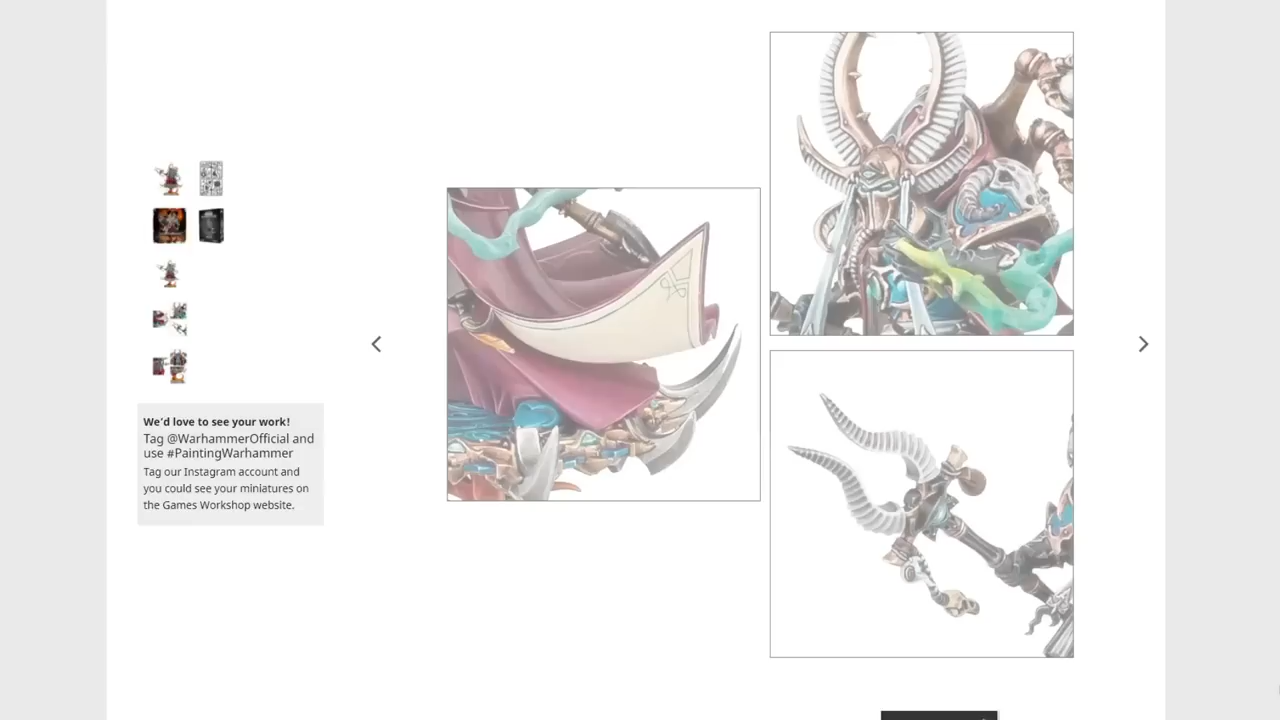 We'd love to see your work!
Tag @WarhammerOfficial and
use #PaintingWarhammer
Tag our Instagram account and
you could see your miniatures on
the Games Workshop website.